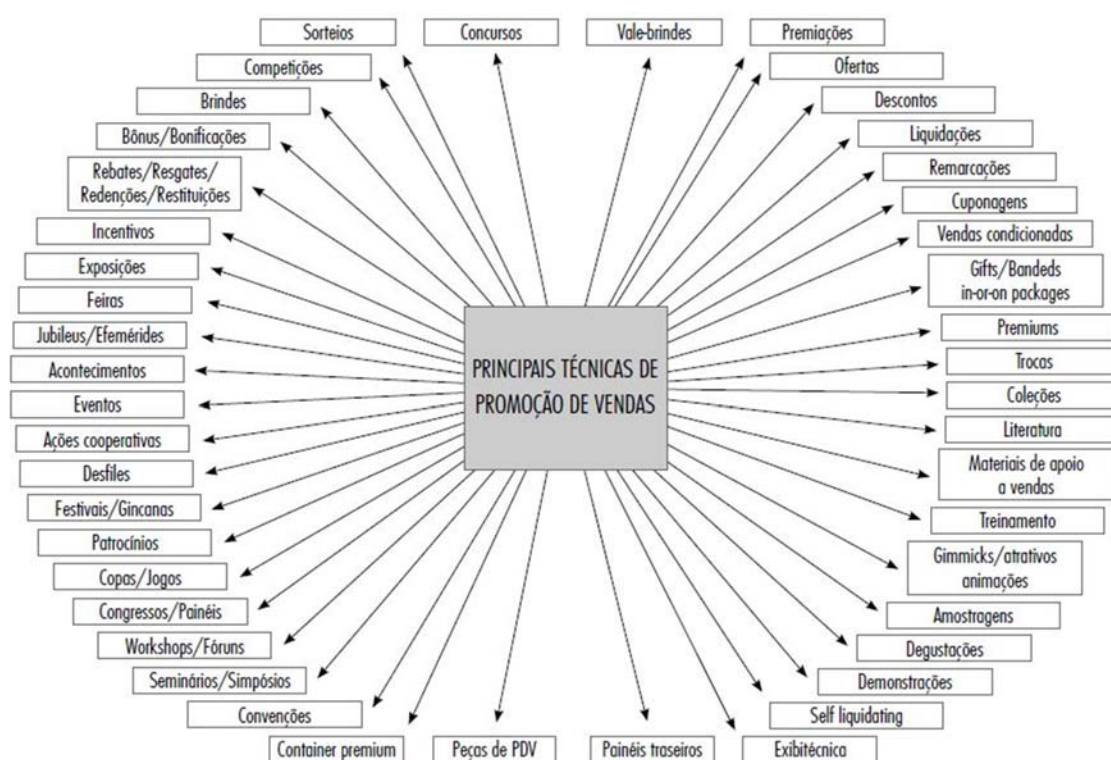 Sorteios
Concursos
Vale-brindes
Premiações
Competições
Ofertas
Brindes
Descontos
Bônus/Bonificações
Liquidações
Rebates/Resgates/
Redenções/Restituições
Remarcações
Cuponagens
Incentivos
Vendas condicionadas
Exposições
Gifts/Bandeds
in-or-on packages
Feiras
Premiums
Jubileus/Efemérides
Trocas
Acontecimentos
PRINCIPAIS TÉCNICAS DE
PROMOÇÃO DE VENDAS
Coleções
Eventos
Literatura
Ações cooperativas
Materiais de apoio
a vendas
Desfiles
Festivais/Gincanas
Treinamento
Patrocínios
Gimmicks/atrativos
animações
Copas/Jogos
Congressos/Painéis
Amostragens
Workshops/Fóruns
Degustações
Seminários/Simpósios
Demonstrações
Convenções
Self liquidating
Container premium
Peças de PDV
Painéis traseiros
Exibitécnica